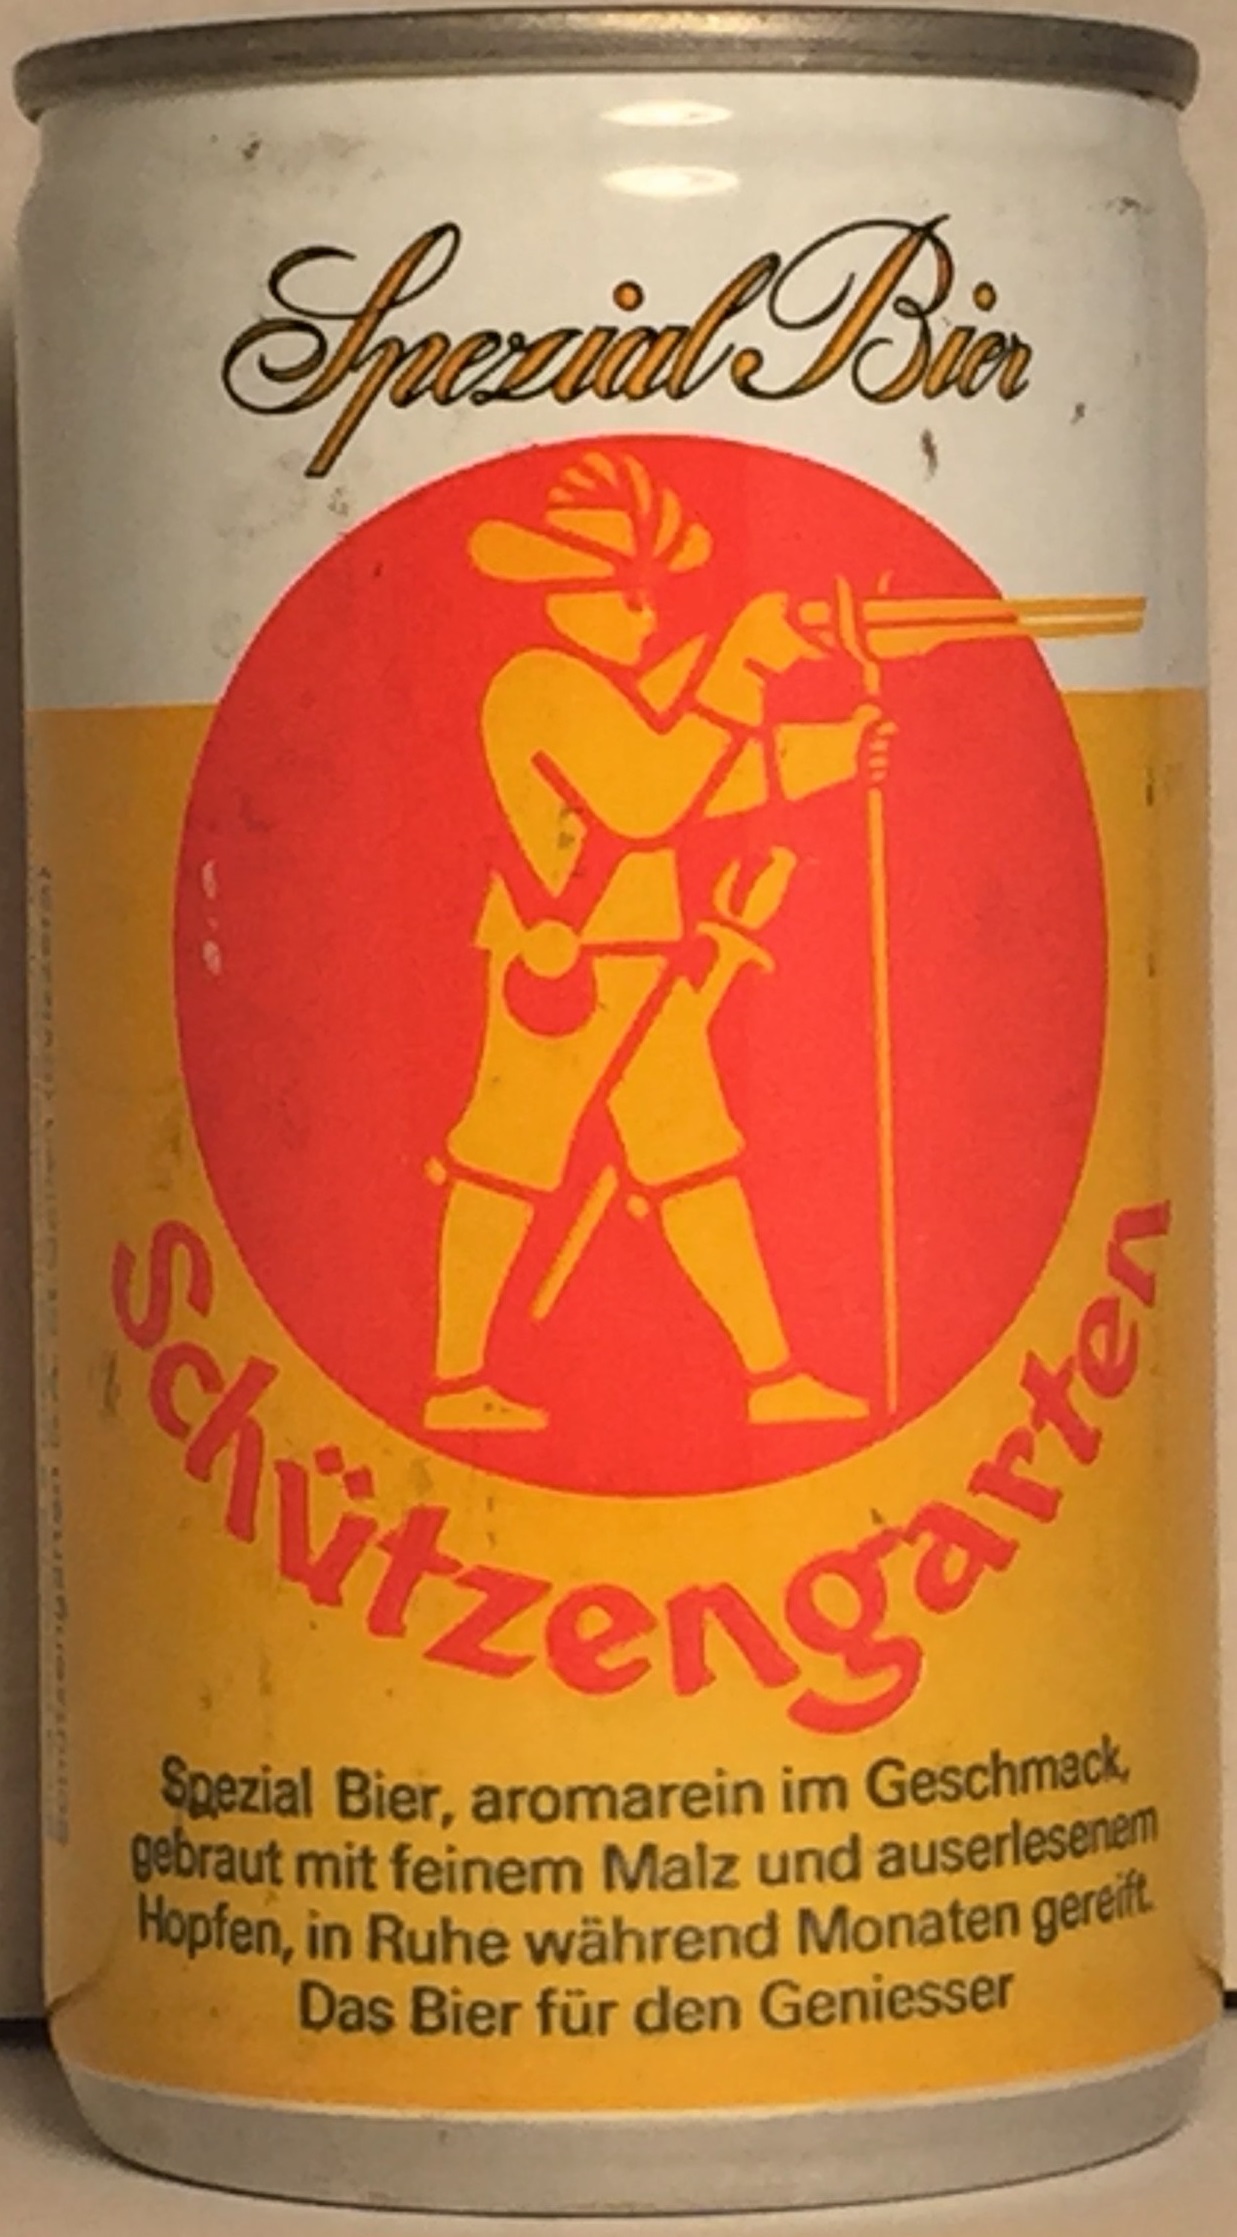 Spezial Bier
Schützengarten
Spezial Bier, aromarein im Geschmack,
gebraut mit feinem Malz und auserlesenem
Hopfen, in Ruhe während Monaten gereift.
Das Bier für den Geniesser